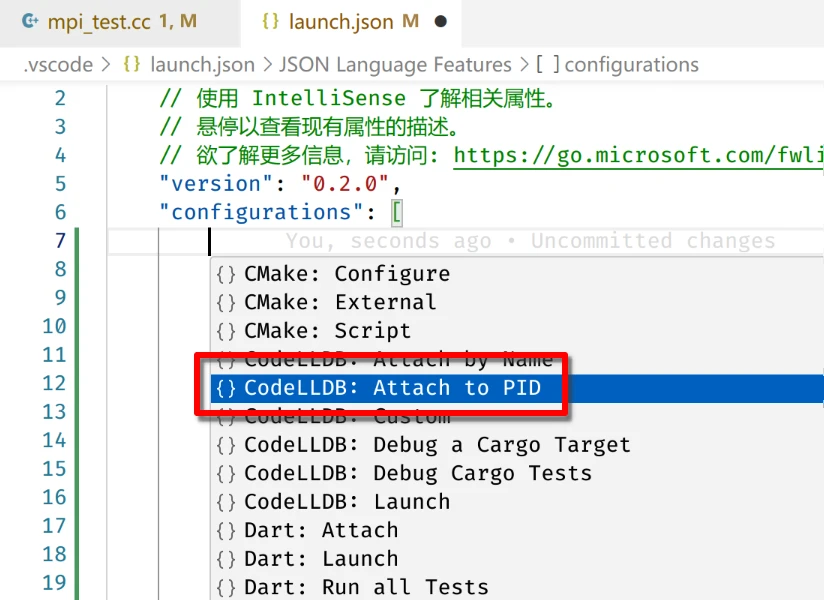 mpi_test.cc 1, M
launch.json M
.vscode > {} launch.json > JSON Language Features > [ ] configurations
2 // 使用 IntelliSense 了解相关属性。
3 // 悬停以查看现有属性的描述。
4 // 欲了解更多信息，请访问: https://go.microsoft.com/fwli
5 "version": "0.2.0",
6 "configurations": [
7 You, seconds ago • Uncommitted changes
8 {} CMake: Configure
9 {} CMake: External
10 {} CMake: Script
11 {} CodeLLDB: Attach by Name
12 {} CodeLLDB: Attach to PID
13 {} CodeLLDB: Custom
14 {} CodeLLDB: Debug a Cargo Target
15 {} CodeLLDB: Debug Cargo Tests
16 {} CodeLLDB: Launch
17 {} Dart: Attach
18 {} Dart: Launch
19 {} Dart: Run all Tests